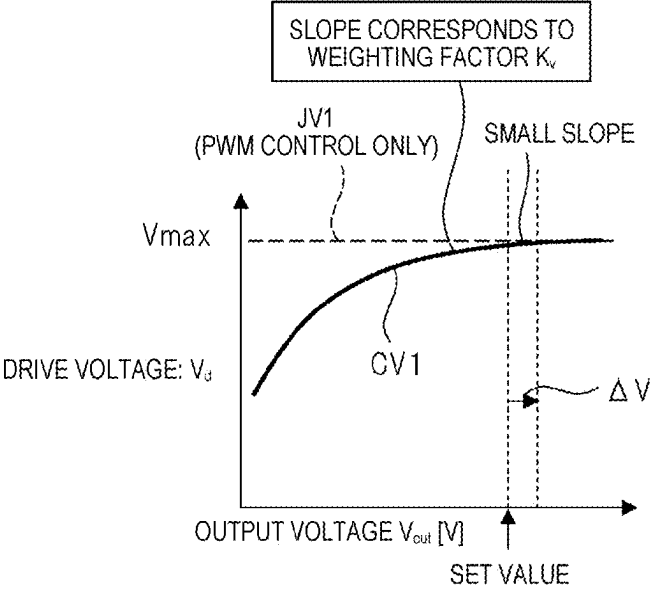 SLOPE CORRESPONDS TO
WEIGHTING FACTOR Kv
JV1
(PWM CONTROL ONLY)
SMALL SLOPE
Vmax
CV1
DRIVE VOLTAGE: Vd
ΔV
OUTPUT VOLTAGE Vout [V]
SET VALUE